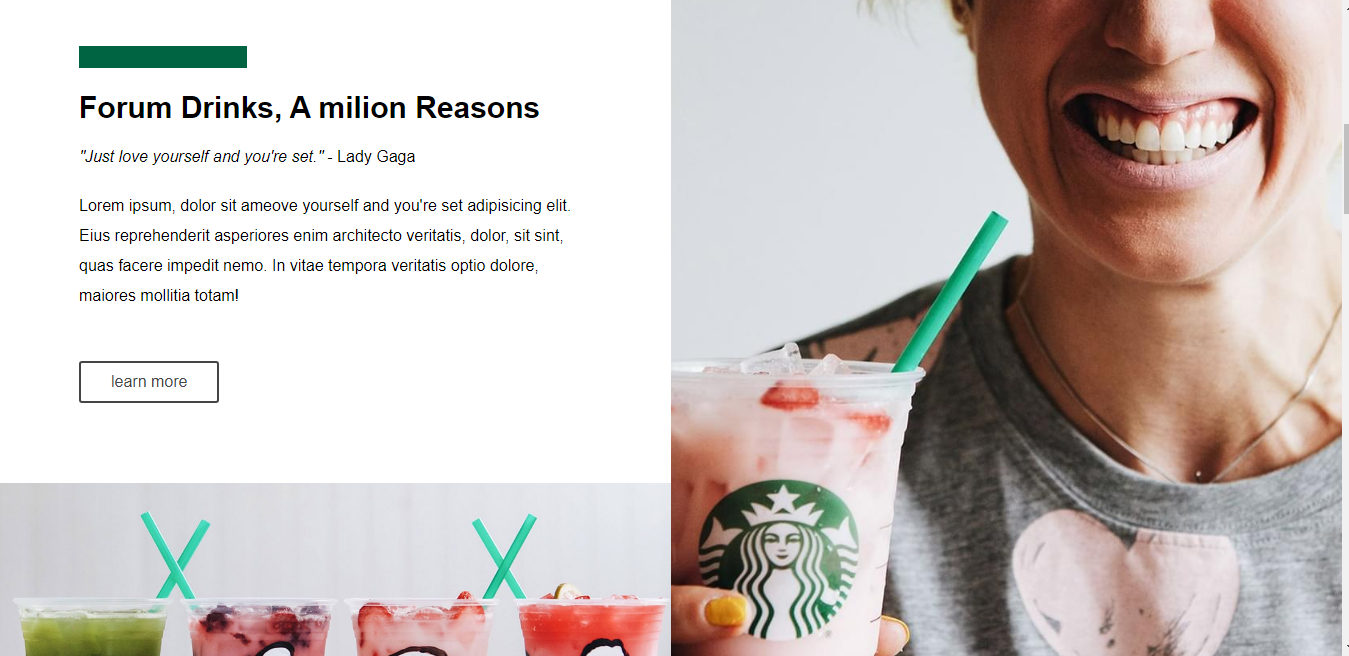 Forum Drinks, A milion Reasons
"Just love yourself and you're set." - Lady Gaga
Lorem ipsum, dolor sit ameove yourself and you're set adipisicing elit.
Eius reprehenderit asperiores enim architecto veritatis, dolor, sit sint,
quas facere impedit nemo. In vitae tempora veritatis optio dolore,
maiores mollitia totam!
learn more